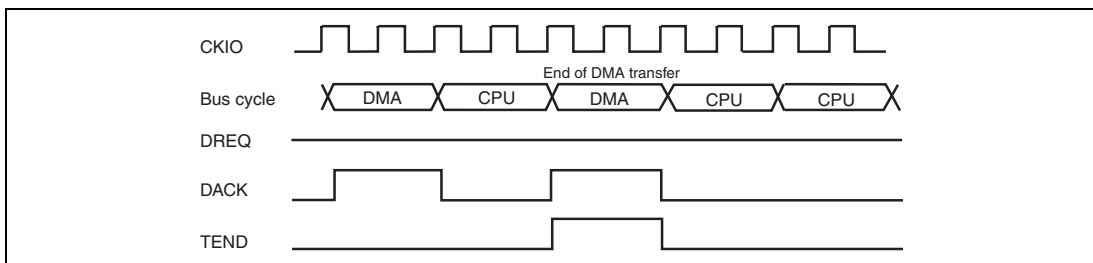 CKIO
End of DMA transfer
Bus cycle DMA CPU DMA CPU CPU
DREQ
DACK
TEND